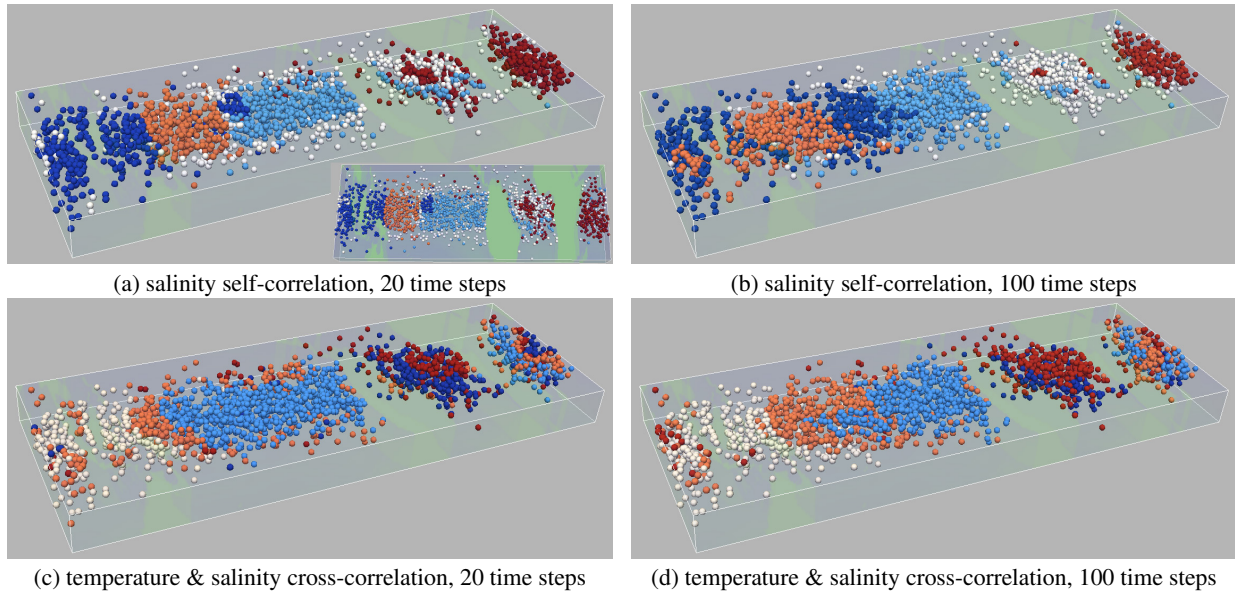 (a) salinity self-correlation, 20 time steps
(b) salinity self-correlation, 100 time steps
(c) temperature & salinity cross-correlation, 20 time steps
(d) temperature & salinity cross-correlation, 100 time steps